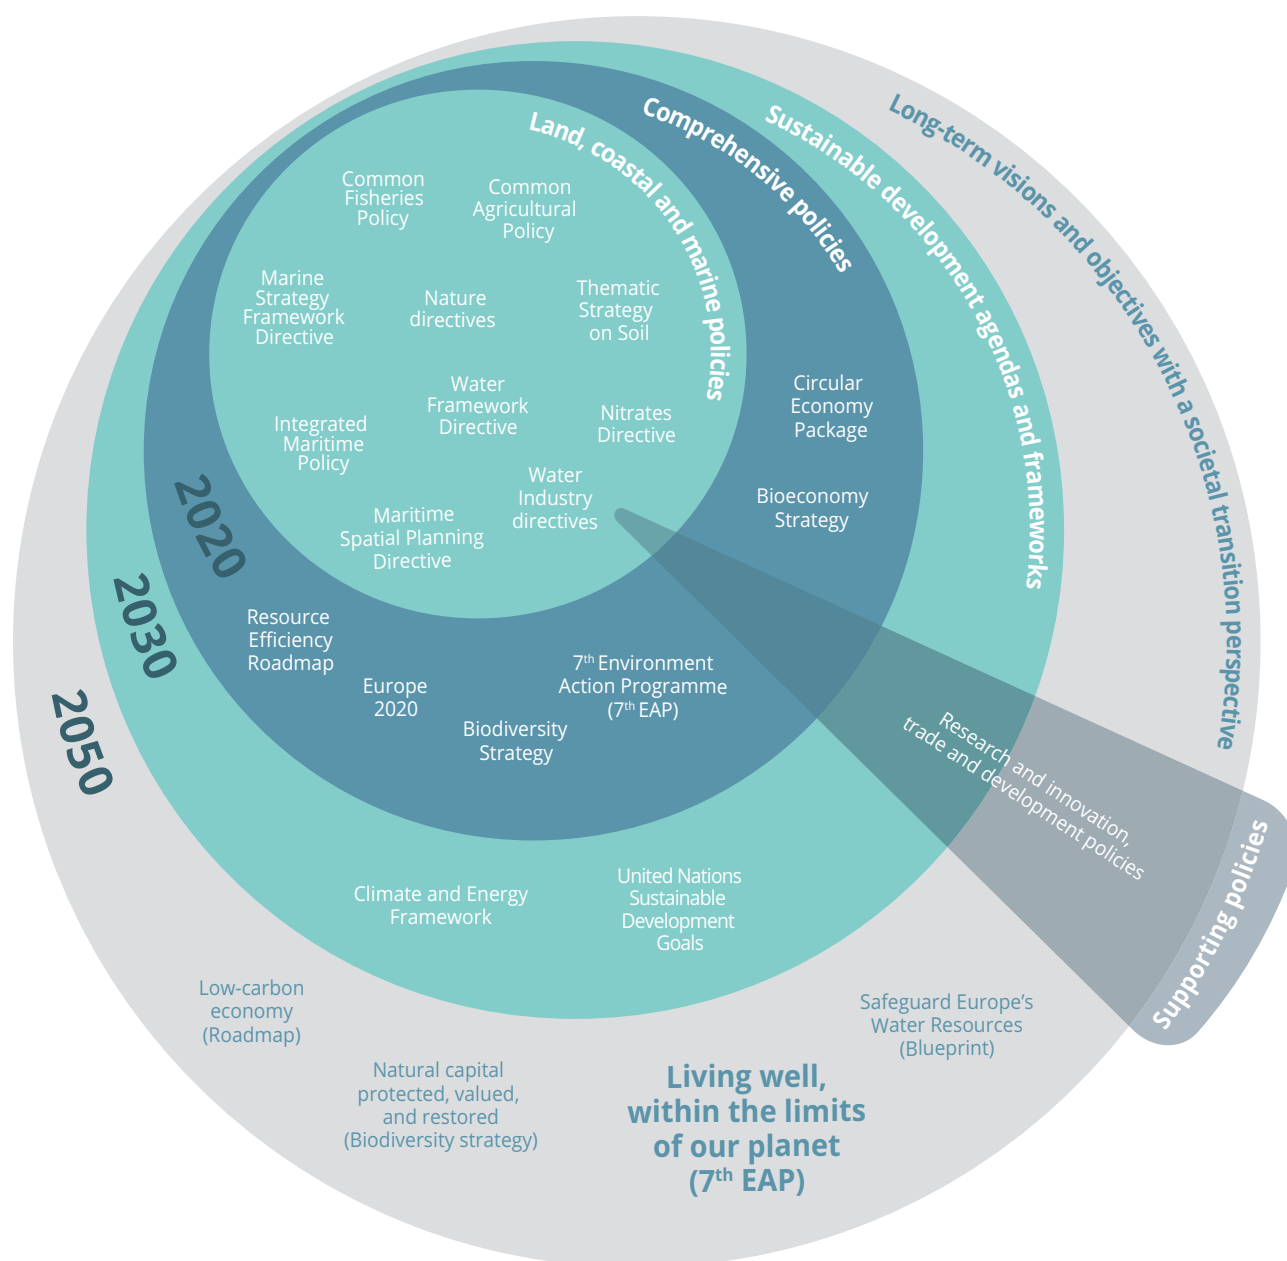 Long-term visions and objectives with a societal transition perspective
Sustainable development agendas and frameworks
Comprehensive policies
Land, coastal and marine policies
Common
Fisheries
Policy
Common
Agricultural
Policy
Marine
Strategy
Framework
Directive
Nature
directives
Thematic
Strategy
on Soil
Water
Framework
Directive
Nitrates
Directive
Integrated
Maritime
Policy
Water
Industry
directives
Maritime
Spatial Planning
Directive
Circular
Economy
Package
Bioeconomy
Strategy
2020
2030
2050
Resource
Efficiency
Roadmap
Europe
2020
Biodiversity
Strategy
7th Environment
Action Programme
(7th EAP)
Research and innovation,
trade and development policies
Supporting policies
Climate and Energy
Framework
United Nations
Sustainable
Development
Goals
Low-carbon
economy
(Roadmap)
Natural capital
protected, valued,
and restored
(Biodiversity strategy)
Living well,
within the limits
of our planet
(7th EAP)
Safeguard Europe’s
Water Resources
(Blueprint)